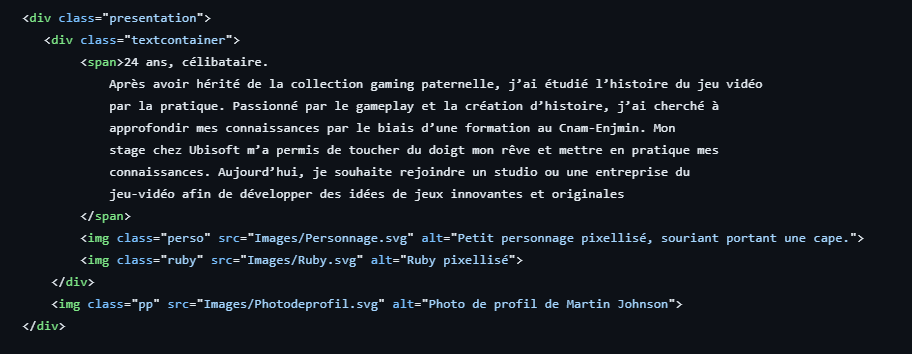 <div class="presentation">
<div class="textcontainer">
<span>24 ans, célibataire.
Après avoir hérité de la collection gaming paternelle, j’ai étudié l’histoire du jeu vidéo
par la pratique. Passionné par le gameplay et la création d’histoire, j’ai cherché à
approfondir mes connaissances par le biais d’une formation au Cnam-Enjmin. Mon
stage chez Ubisoft m’a permis de toucher du doigt mon rêve et mettre en pratique mes
connaissances. Aujourd’hui, je souhaite rejoindre un studio ou une entreprise du
jeu-vidéo afin de développer des idées de jeux innovantes et originales
</span>
<img class="perso" src="Images/Personnage.svg" alt="Petit personnage pixellisé, souriant portant une cape.">
<img class="ruby" src="Images/Ruby.svg" alt="Ruby pixellisé">
</div>
<img class="pp" src="Images/Photodeprofil.svg" alt="Photo de profil de Martin Johnson">
</div>